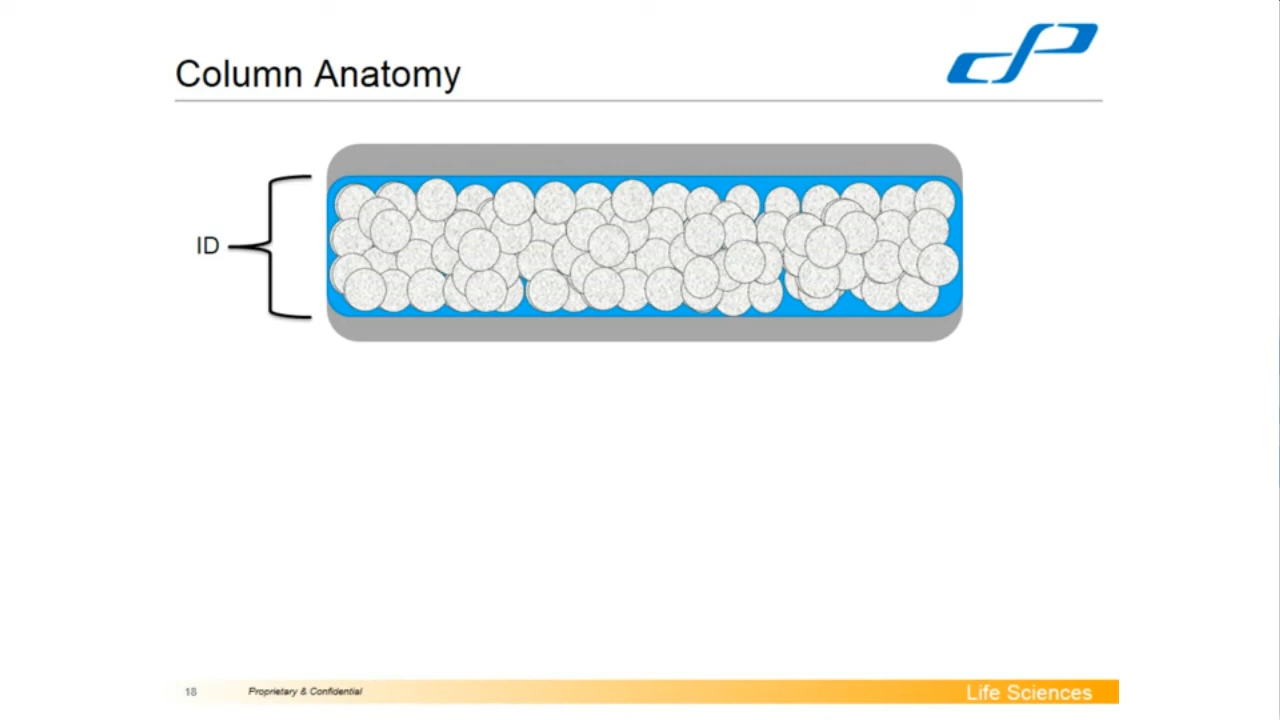 Column Anatomy
ID
18
Proprietary & Confidential
Life Sciences